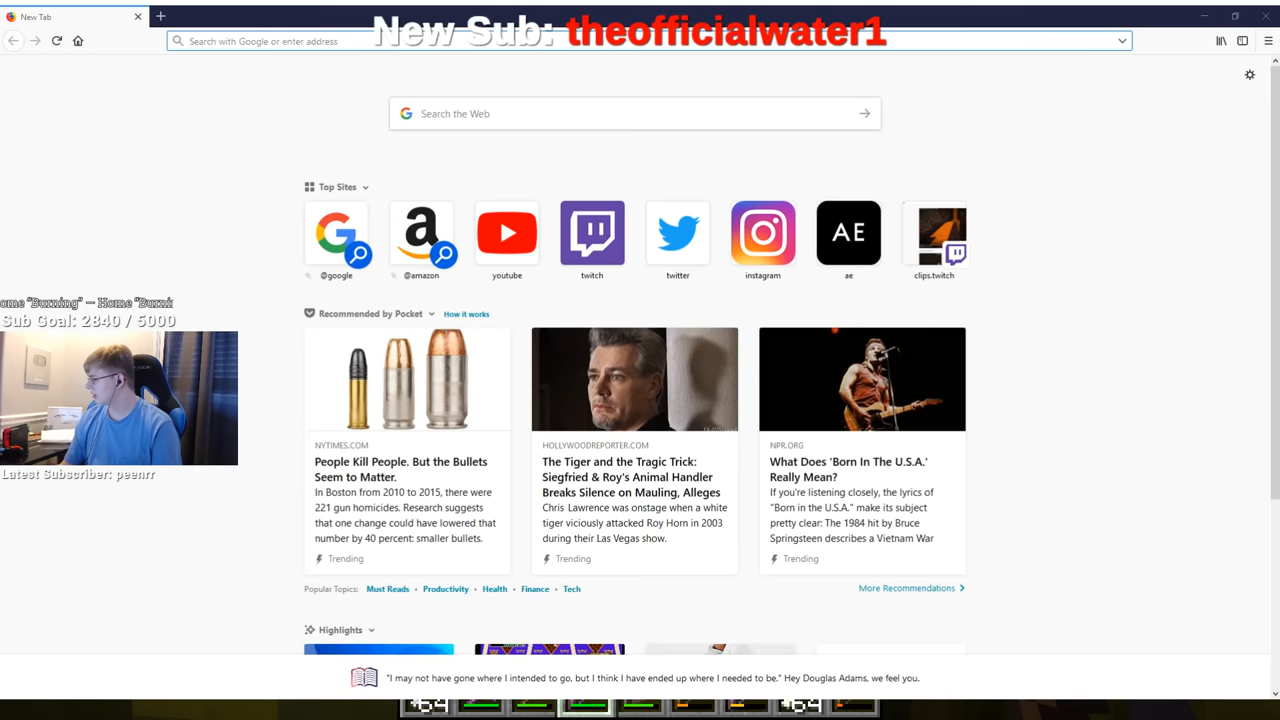 New Tab
New Sub: theofficialwater1
Search with Google or enter address
Search the Web
Top Sites
AE
@google
@amazon
youtube
twitch
twitter
instagram
ae
clips.twitch
ome "Burning" — Home "Burni
Sub Goal: 2840 / 5000
Latest Subscriber: peenrr
Recommended by Pocket
How it works
NYTIMES.COM
People Kill People. But the Bullets
Seem to Matter.
In Boston from 2010 to 2015, there were
221 gun homicides. Research suggests
that one change could have lowered that
number by 40 percent: smaller bullets.
Trending
HOLLYWOODREPORTER.COM
The Tiger and the Tragic Trick:
Siegfried & Roy's Animal Handler
Breaks Silence on Mauling, Alleges
Chris Lawrence was onstage when a white
tiger viciously attacked Roy Horn in 2003
during their Las Vegas show.
Trending
NPR.ORG
What Does 'Born In The U.S.A.'
Really Mean?
If you're listening closely, the lyrics of
"Born in the U.S.A." make its subject
pretty clear: The 1984 hit by Bruce
Springsteen describes a Vietnam War
Trending
Popular Topics: Must Reads · Productivity · Health · Finance · Tech
More Recommendations
Highlights
"I may not have gone where I intended to go, but I think I have ended up where I needed to be." Hey Douglas Adams, we feel you.
64
64